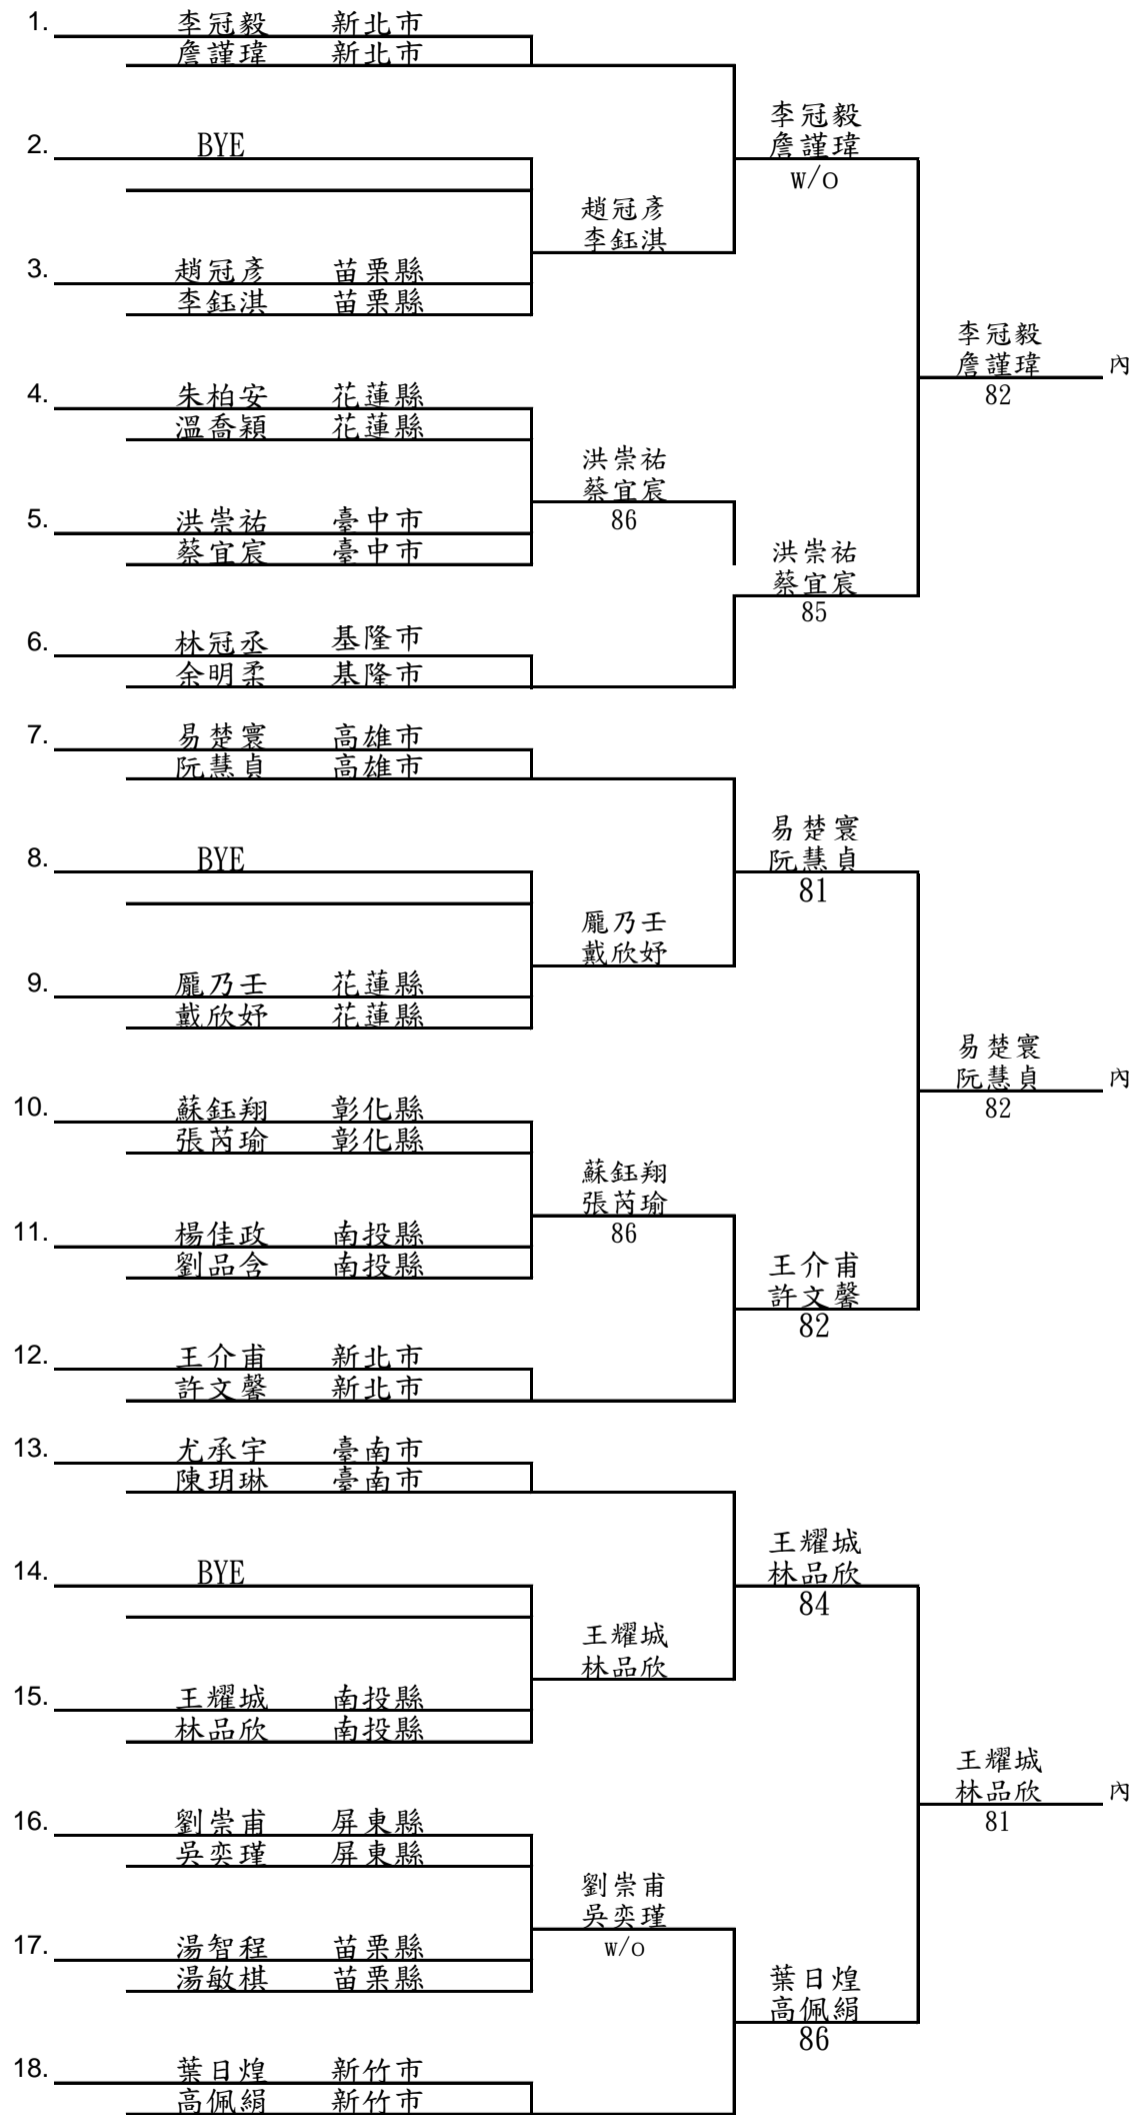 1. 李冠毅 新北市
詹謹瑋 新北市
李冠毅
2. BYE 詹謹瑋
w/o
趙冠彥
李鈺淇
3. 趙冠彥 苗栗縣
李鈺淇 苗栗縣
李冠毅
詹謹瑋 內
82
4. 朱柏安 花蓮縣
溫喬穎 花蓮縣
洪崇祐
蔡宜宸
86
5. 洪崇祐 臺中市
蔡宜宸 臺中市
洪崇祐
蔡宜宸
85
6. 林冠丞 基隆市
余明柔 基隆市
7. 易楚寰 高雄市
阮慧貞 高雄市
易楚寰
8. BYE 阮慧貞
81
龎乃壬
戴欣妤
9. 龎乃壬 花蓮縣
戴欣妤 花蓮縣
易楚寰
阮慧貞 內
82
10. 蘇鈺翔 彰化縣
張芮瑜 彰化縣
蘇鈺翔
張芮瑜
86
11. 楊佳政 南投縣
劉品含 南投縣
王介甫
許文馨
82
12. 王介甫 新北市
許文馨 新北市
13. 尤承宇 臺南市
陳玥琳 臺南市
王耀城
14. BYE 林品欣
84
王耀城
林品欣
15. 王耀城 南投縣
林品欣 南投縣
王耀城
林品欣 內
81
16. 劉崇甫 屏東縣
吳奕瑾 屏東縣
劉崇甫
吳奕瑾
w/o
17. 湯智程 苗栗縣
湯敏棋 苗栗縣
葉日煌
高佩絹
86
18. 葉日煌 新竹市
高佩絹 新竹市